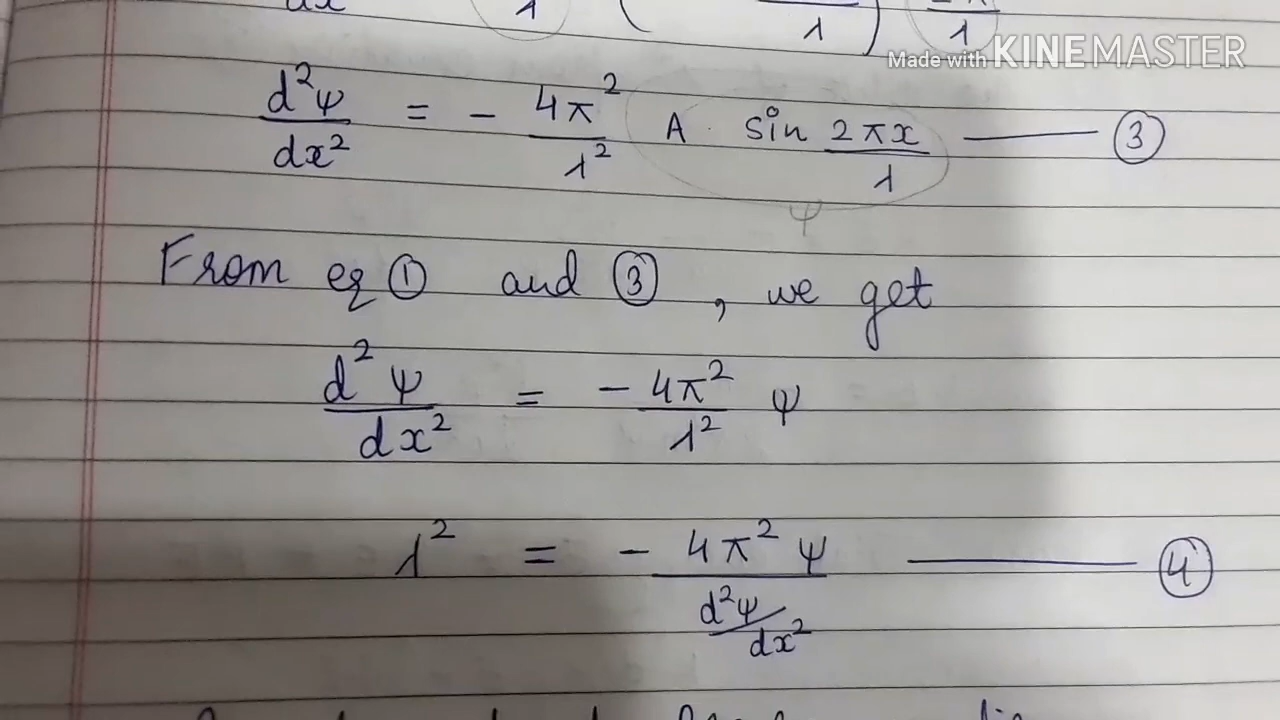 Made with KINEMASTER
d²ψ/dx² = - 4π²/λ² A sin 2πx/λ ——— ③
ψ
From eq ① and ③ , we get
d²ψ/dx² = - 4π²/λ² ψ
λ² = - 4π²ψ / d²ψ/dx² ——— ④